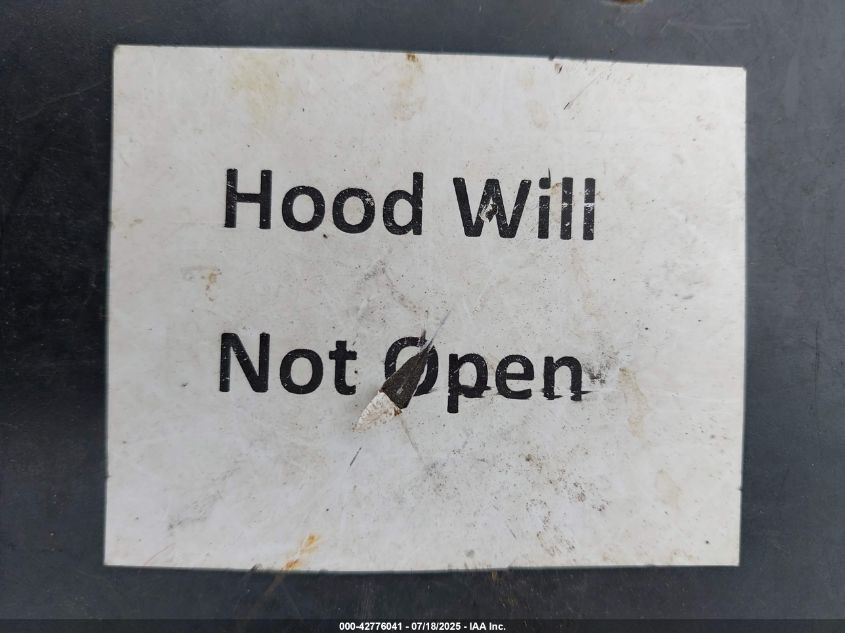 Hood Will
Not Open
000-42776041 - 07/18/2025 - IAA Inc.